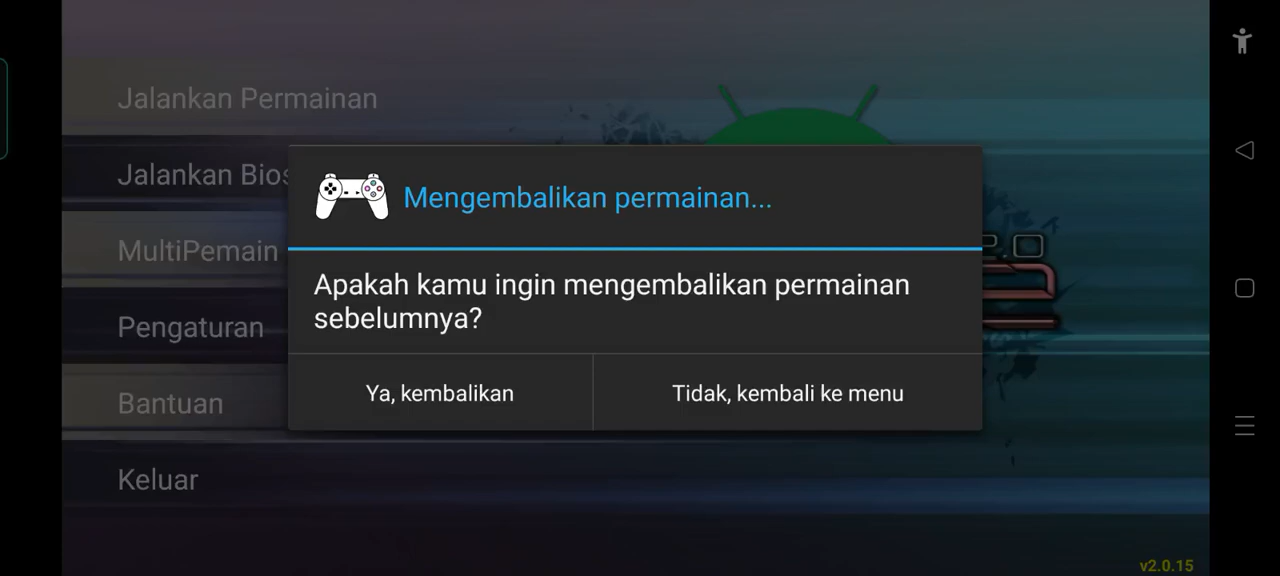 Jalankan Permainan
Jalankan Bios
MultiPemain
Pengaturan
Bantuan
Keluar
Mengembalikan permainan...
Apakah kamu ingin mengembalikan permainan
sebelumnya?
Ya, kembalikan
Tidak, kembali ke menu
v2.0.15